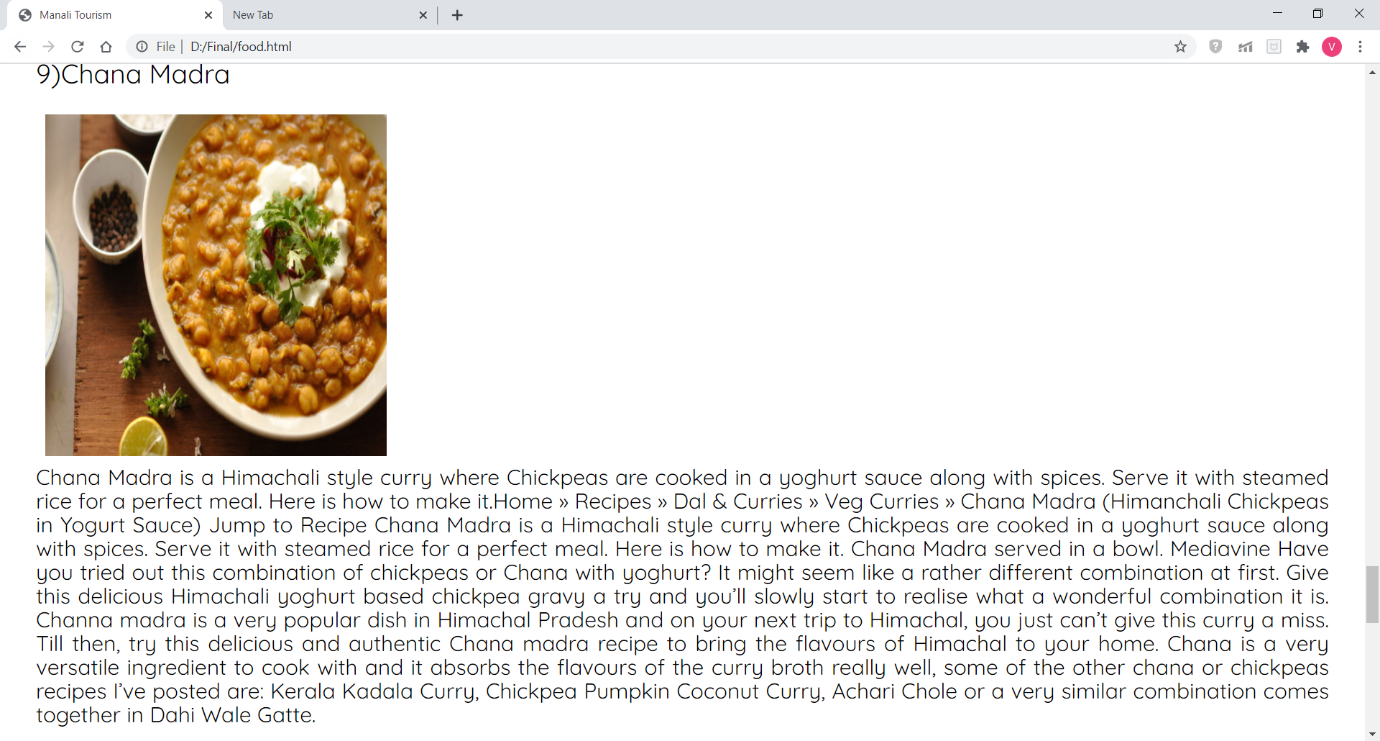 Manali Tourism
New Tab
File | D:/Final/food.html
V
9)Chana Madra
Chana Madra is a Himachali style curry where Chickpeas are cooked in a yoghurt sauce along with spices. Serve it with steamed
rice for a perfect meal. Here is how to make it.Home » Recipes » Dal & Curries » Veg Curries » Chana Madra (Himanchali Chickpeas
in Yogurt Sauce) Jump to Recipe Chana Madra is a Himachali style curry where Chickpeas are cooked in a yoghurt sauce along
with spices. Serve it with steamed rice for a perfect meal. Here is how to make it. Chana Madra served in a bowl. Mediavine Have
you tried out this combination of chickpeas or Chana with yoghurt? It might seem like a rather different combination at first. Give
this delicious Himachali yoghurt based chickpea gravy a try and you’ll slowly start to realise what a wonderful combination it is.
Channa madra is a very popular dish in Himachal Pradesh and on your next trip to Himachal, you just can’t give this curry a miss.
Till then, try this delicious and authentic Chana madra recipe to bring the flavours of Himachal to your home. Chana is a very
versatile ingredient to cook with and it absorbs the flavours of the curry broth really well, some of the other chana or chickpeas
recipes I’ve posted are: Kerala Kadala Curry, Chickpea Pumpkin Coconut Curry, Achari Chole or a very similar combination comes
together in Dahi Wale Gatte.